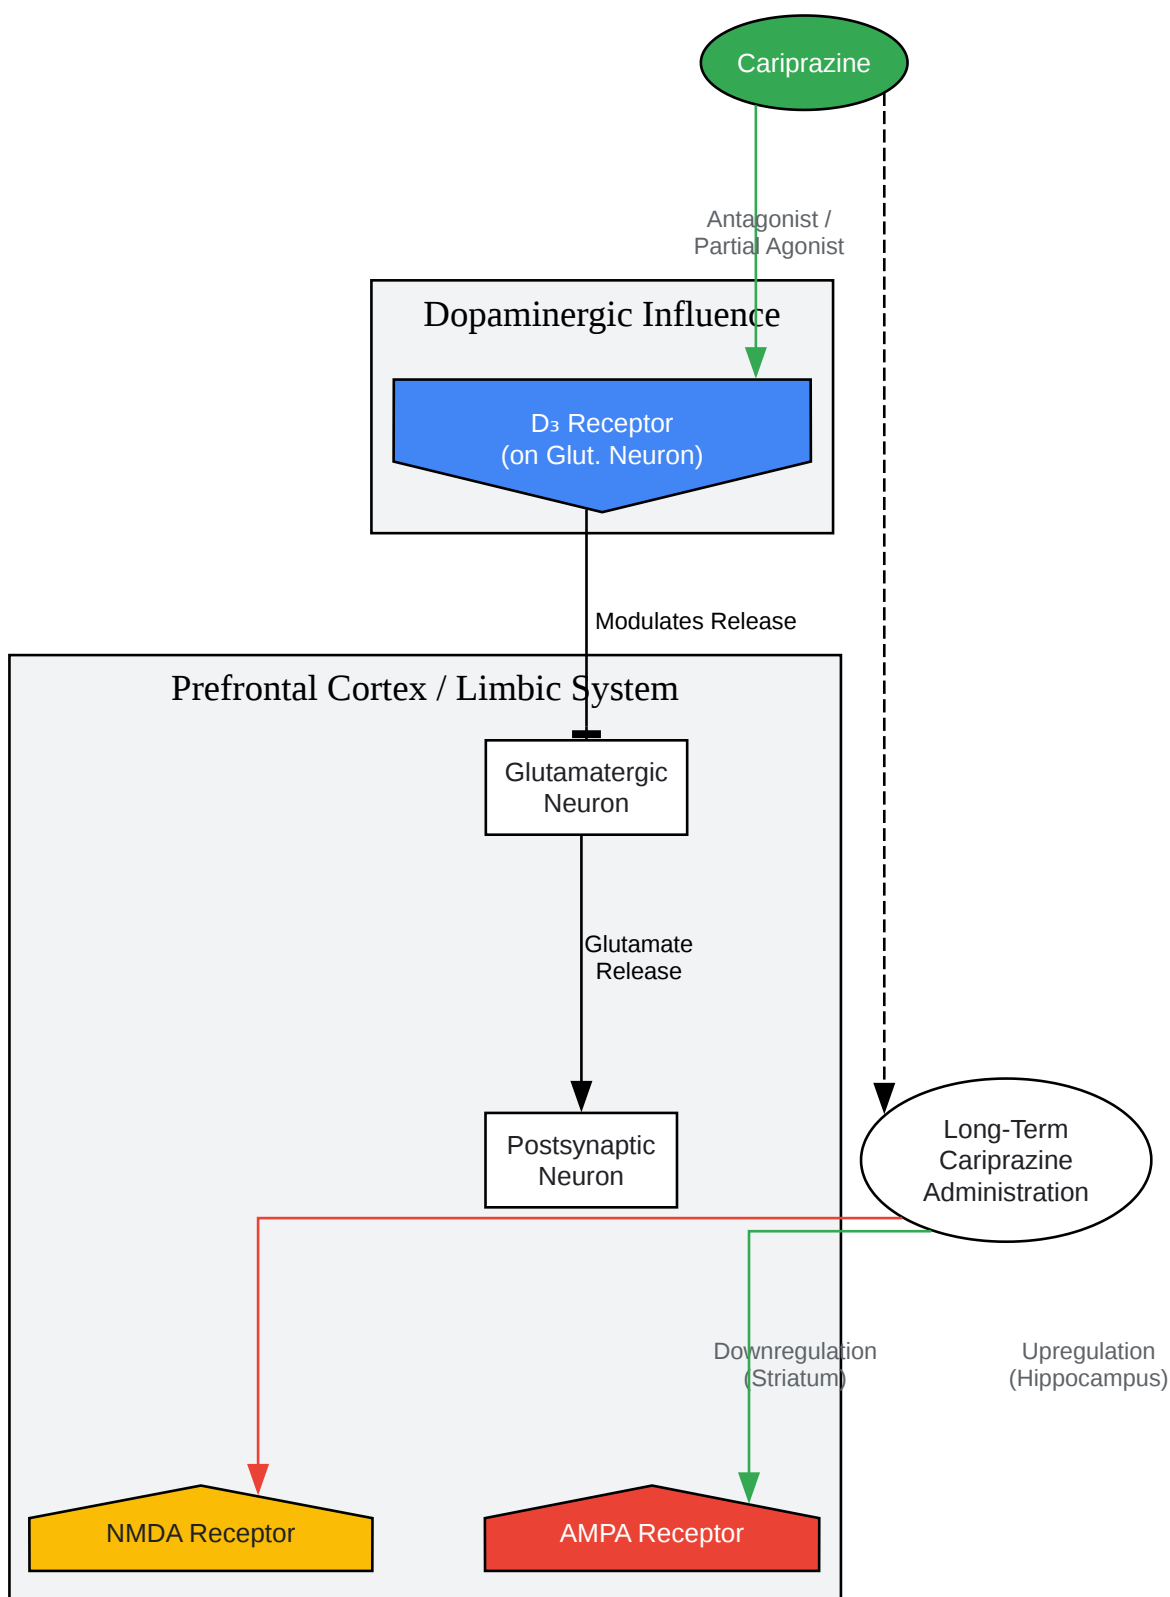 Cariprazine
Antagonist /
Partial Agonist
Dopaminergic Influence
D₃ Receptor
(on Glut. Neuron)
Modulates Release
Prefrontal Cortex / Limbic System
Glutamatergic
Neuron
Glutamate
Release
Postsynaptic
Neuron
Long-Term
Cariprazine
Administration
Downregulation
(Striatum)
Upregulation
(Hippocampus)
NMDA Receptor
AMPA Receptor